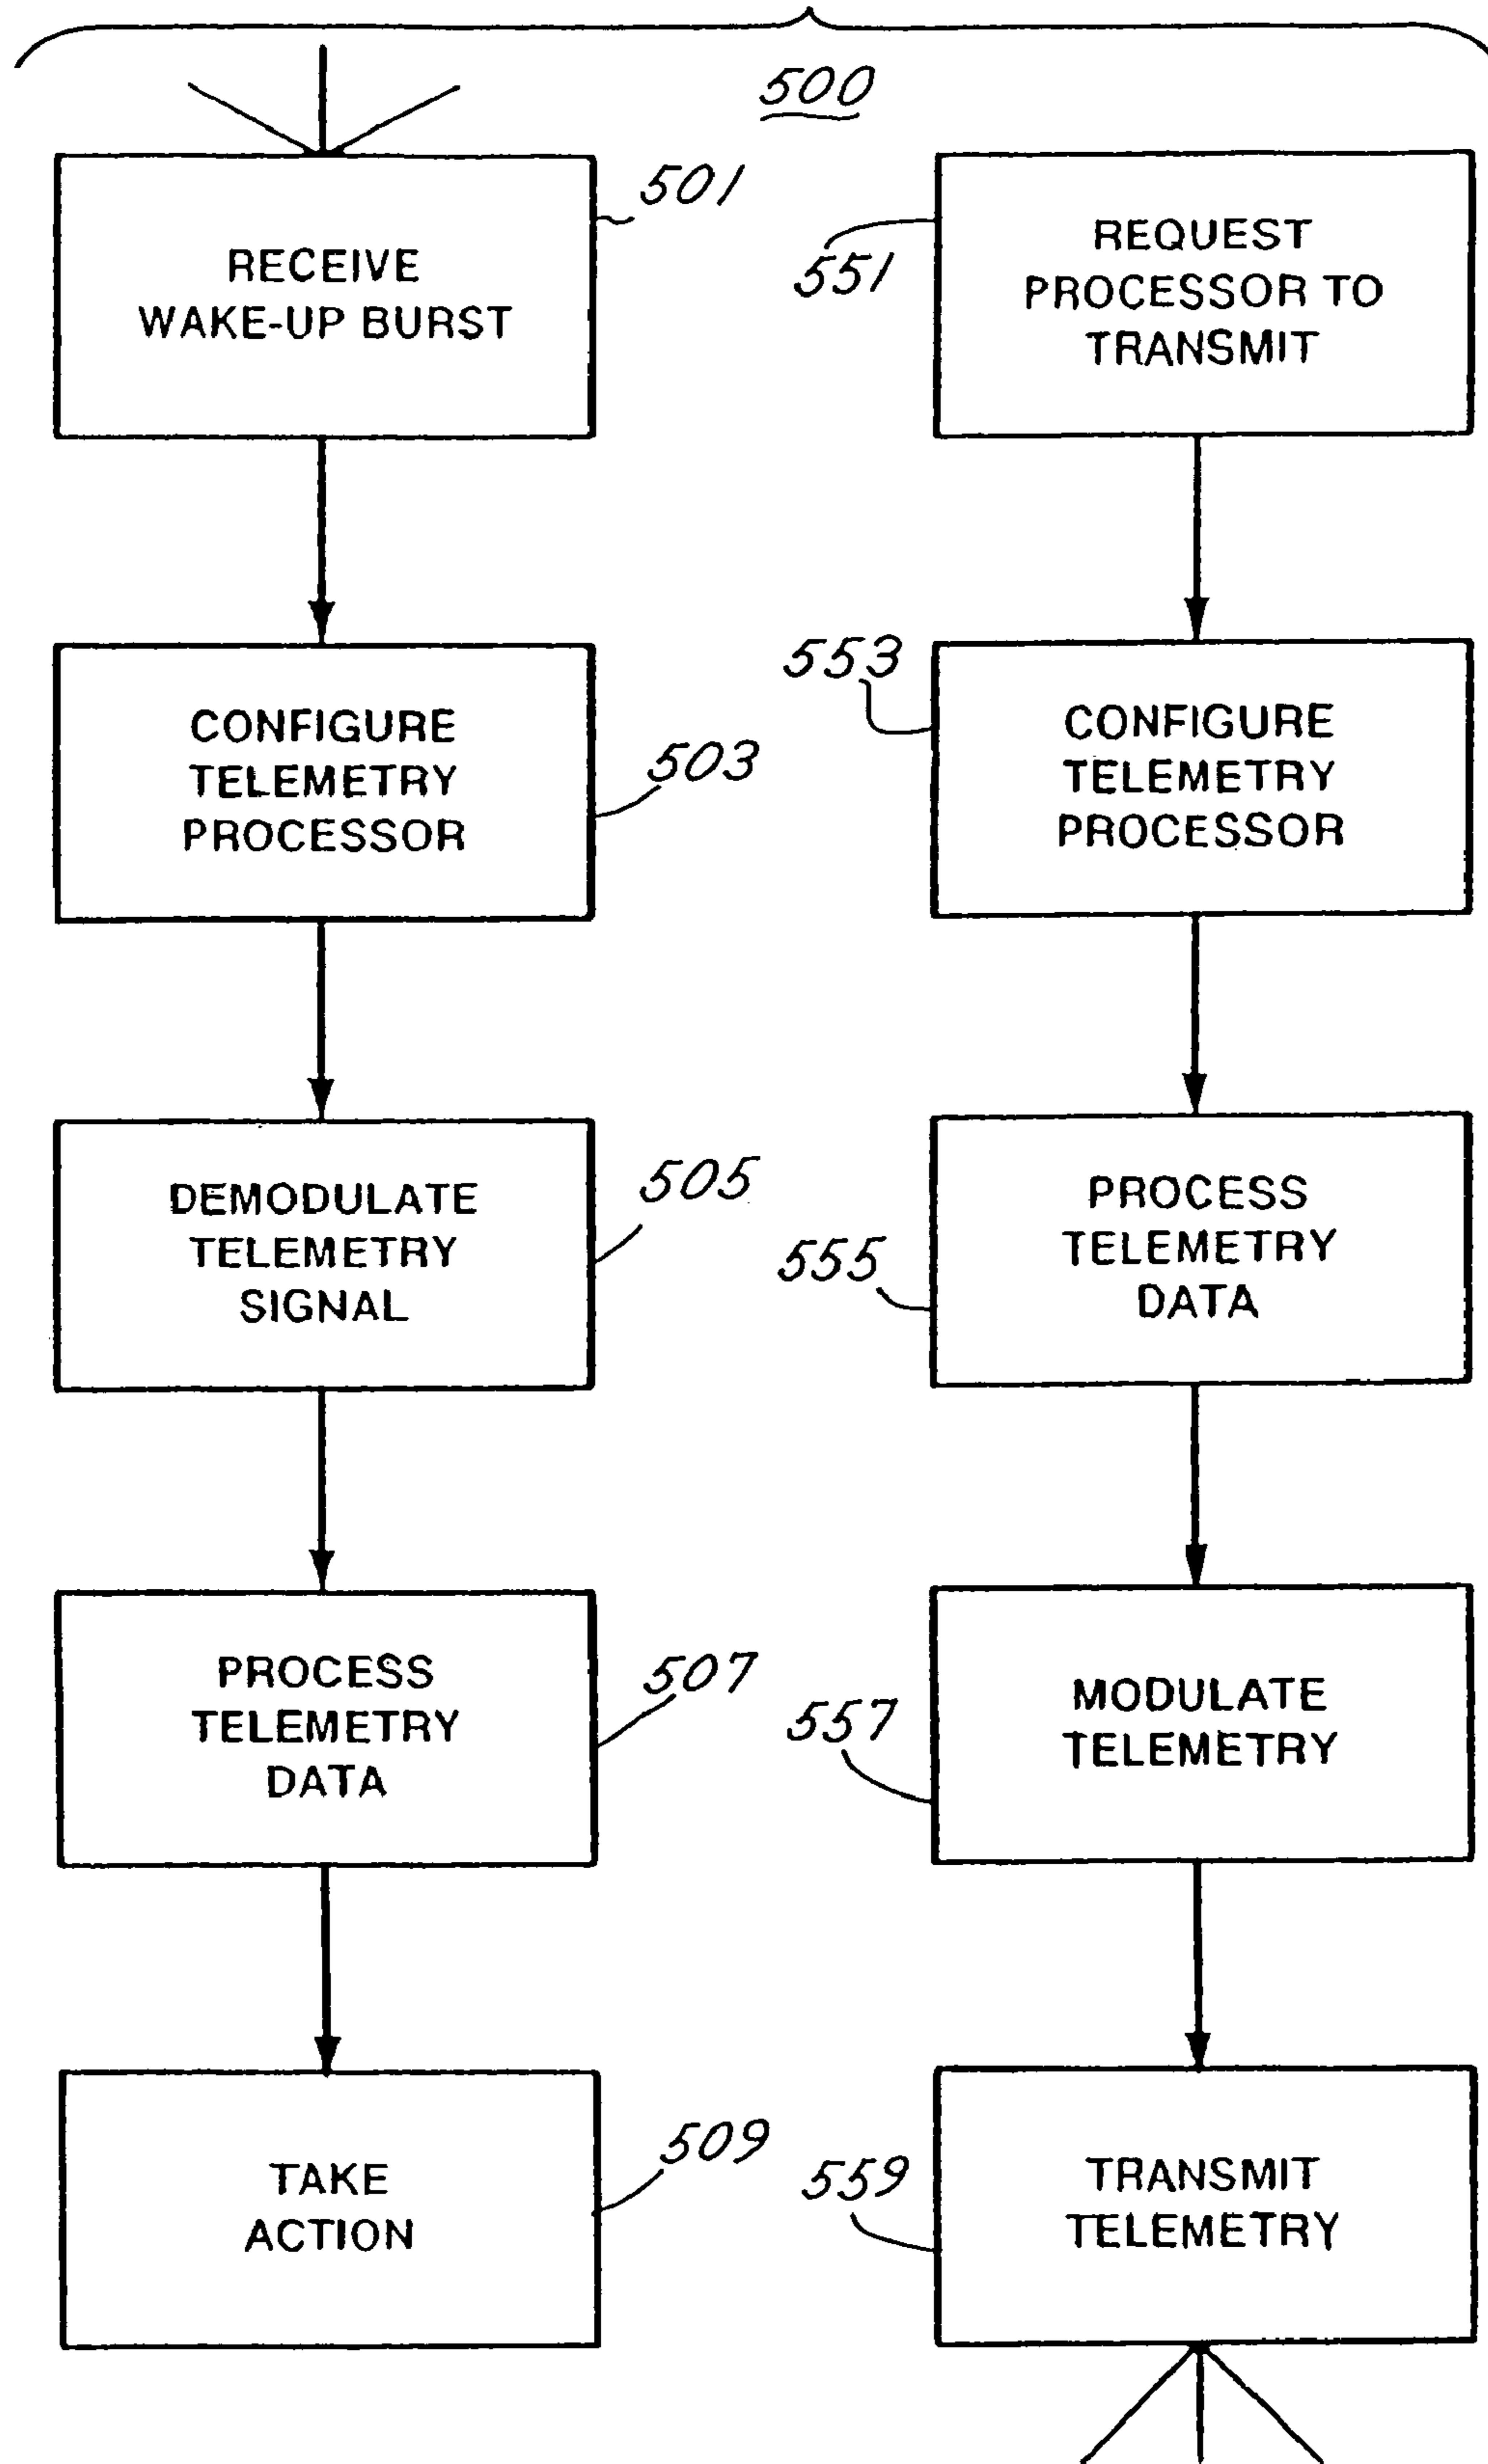 500
RECEIVE
WAKE-UP BURST
501
CONFIGURE
TELEMETRY
PROCESSOR
503
DEMODULATE
TELEMETRY
SIGNAL
505
PROCESS
TELEMETRY
DATA
507
TAKE
ACTION
509
REQUEST
PROCESSOR TO
TRANSMIT
551
CONFIGURE
TELEMETRY
PROCESSOR
553
PROCESS
TELEMETRY
DATA
555
MODULATE
TELEMETRY
557
TRANSMIT
TELEMETRY
559